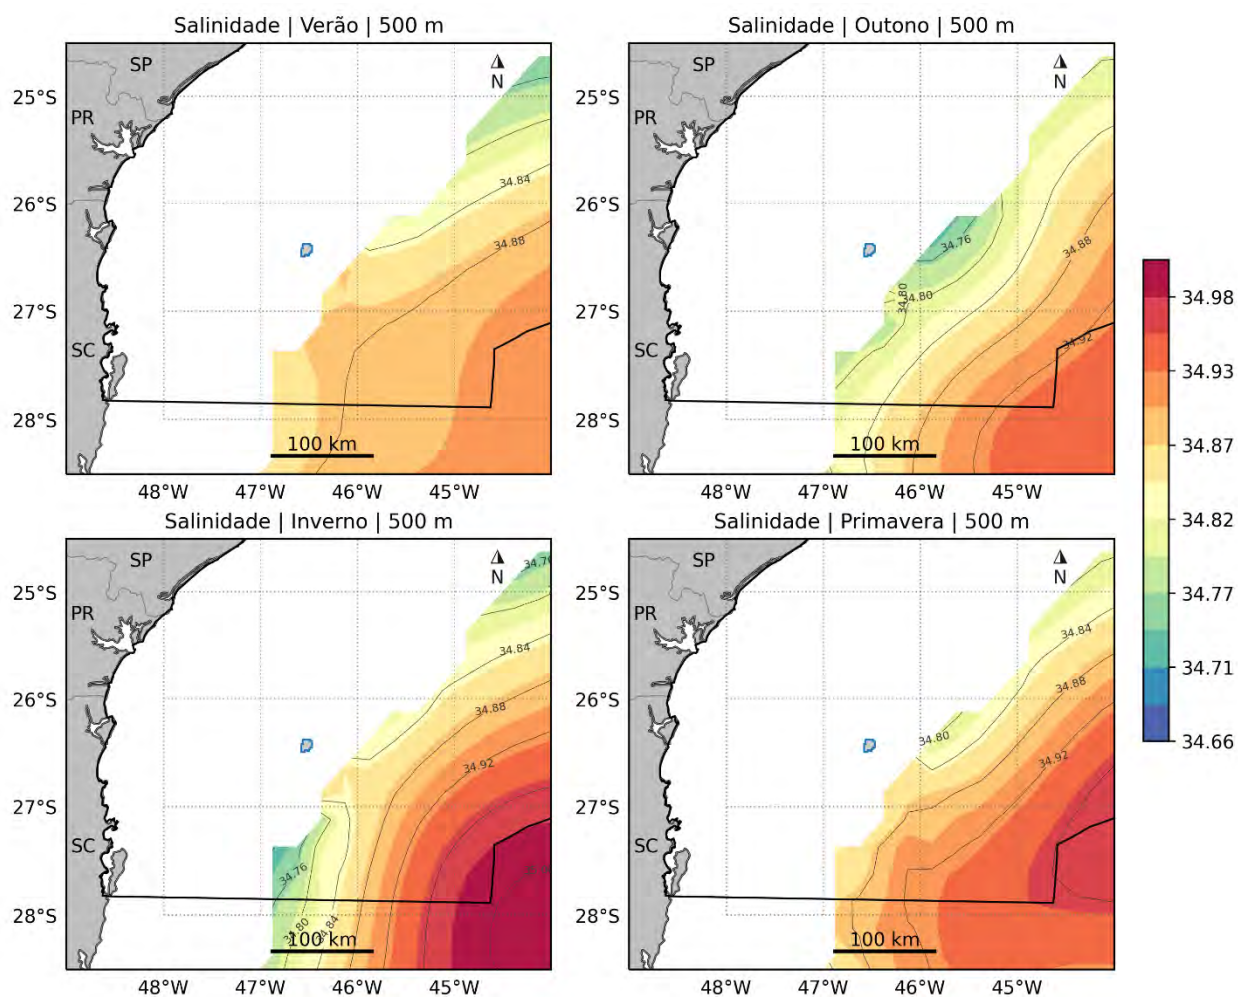 Salinidade | Verão | 500 m
SP
N
25°S
PR
34.84
26°S
34.88
27°S
SC
28°S
100 km
48°W 47°W 46°W 45°W
Salinidade | Outono | 500 m
SP
N
25°S
PR
26°S
34.76
34.88
34.80
34.80
27°S
34.92
SC
28°S
100 km
48°W 47°W 46°W 45°W
Salinidade | Inverno | 500 m
SP
N
25°S
PR
34.84
26°S
34.88
34.92
27°S
SC
34.76
28°S
34.80
34.84
100 km
48°W 47°W 46°W 45°W
Salinidade | Primavera | 500 m
SP
N
25°S
PR
34.84
34.88
26°S
34.80
34.92
27°S
SC
28°S
100 km
48°W 47°W 46°W 45°W
34.98
34.93
34.87
34.82
34.77
34.71
34.66